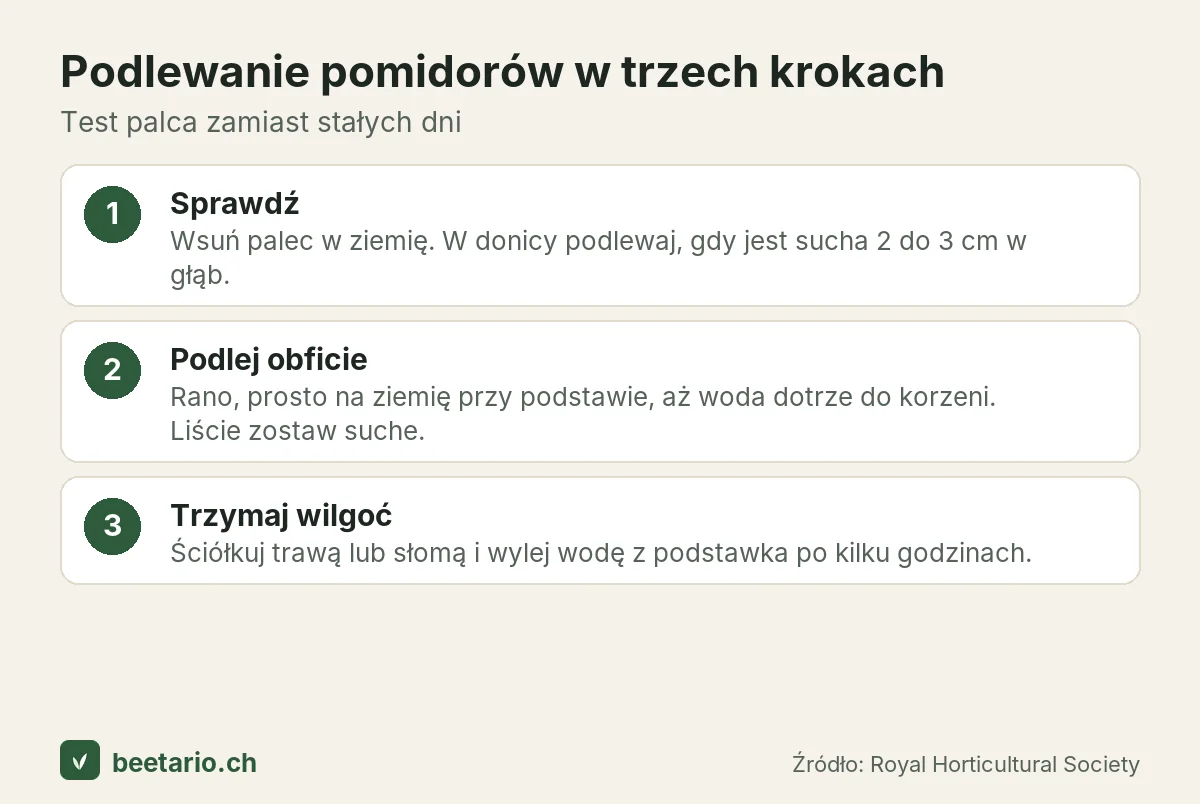 Podlewanie pomidorów w trzech krokach
Test palca zamiast stałych dni
1
Sprawdź
Wsuń palec w ziemię. W donicy podlewaj, gdy jest sucha 2 do 3 cm w
głąb.
2
Podlej obficie
Rano, prosto na ziemię przy podstawie, aż woda dotrze do korzeni.
Liście zostaw suche.
3
Trzymaj wilgoć
Ściółkuj trawą lub słomą i wylej wodę z podstawka po kilku godzinach.
beetario.ch
Źródło: Royal Horticultural Society